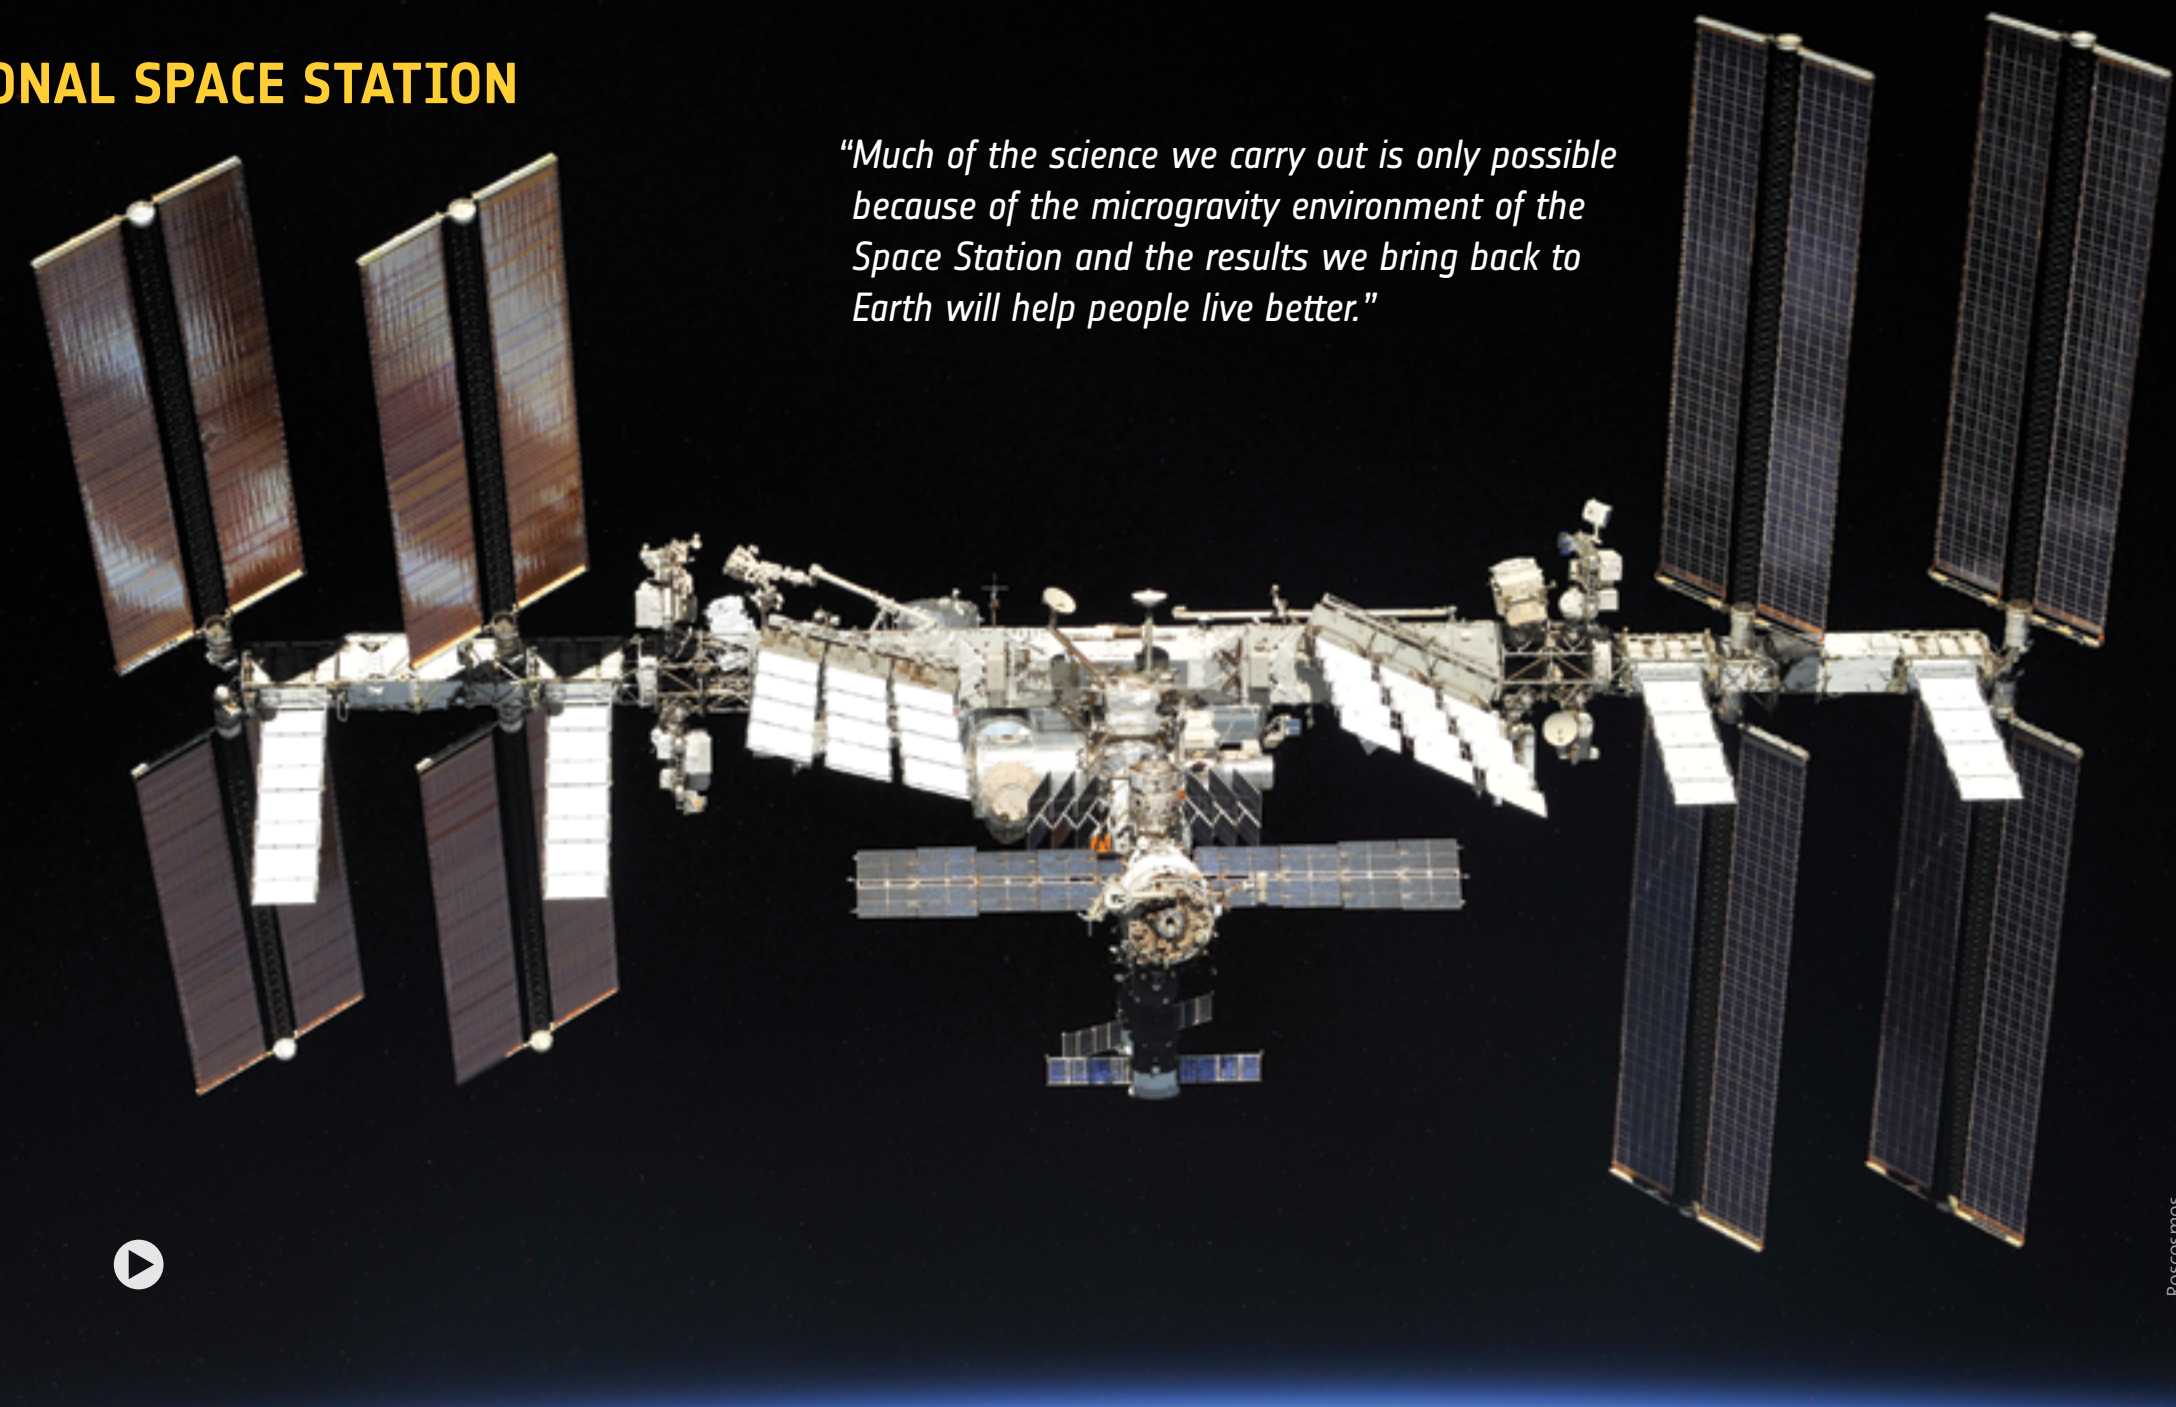 ONAL SPACE STATION
“Much of the science we carry out is only possible
because of the microgravity environment of the
Space Station and the results we bring back to
Earth will help people live better.”
Roscosmos